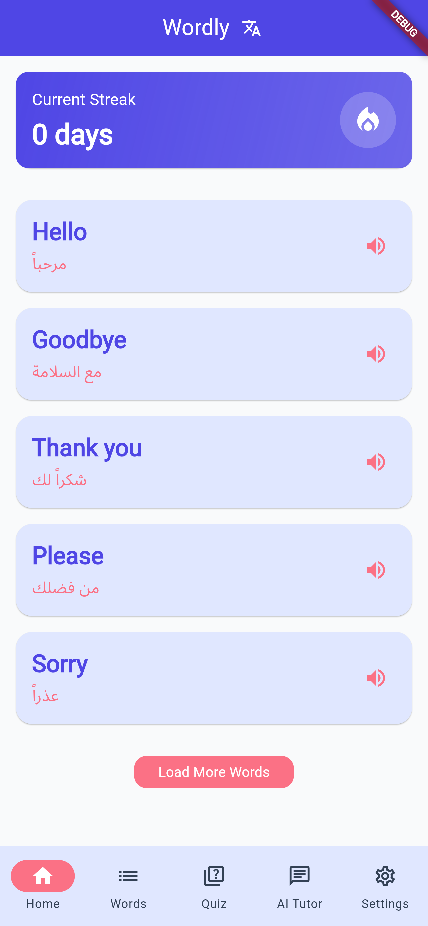 Wordly
DEBUG
Current Streak
0 days
Hello
مرحباً
Goodbye
مع السلامة
Thank you
شكراً لك
Please
من فضلك
Sorry
عذراً
Load More Words
Home
Words
Quiz
AI Tutor
Settings